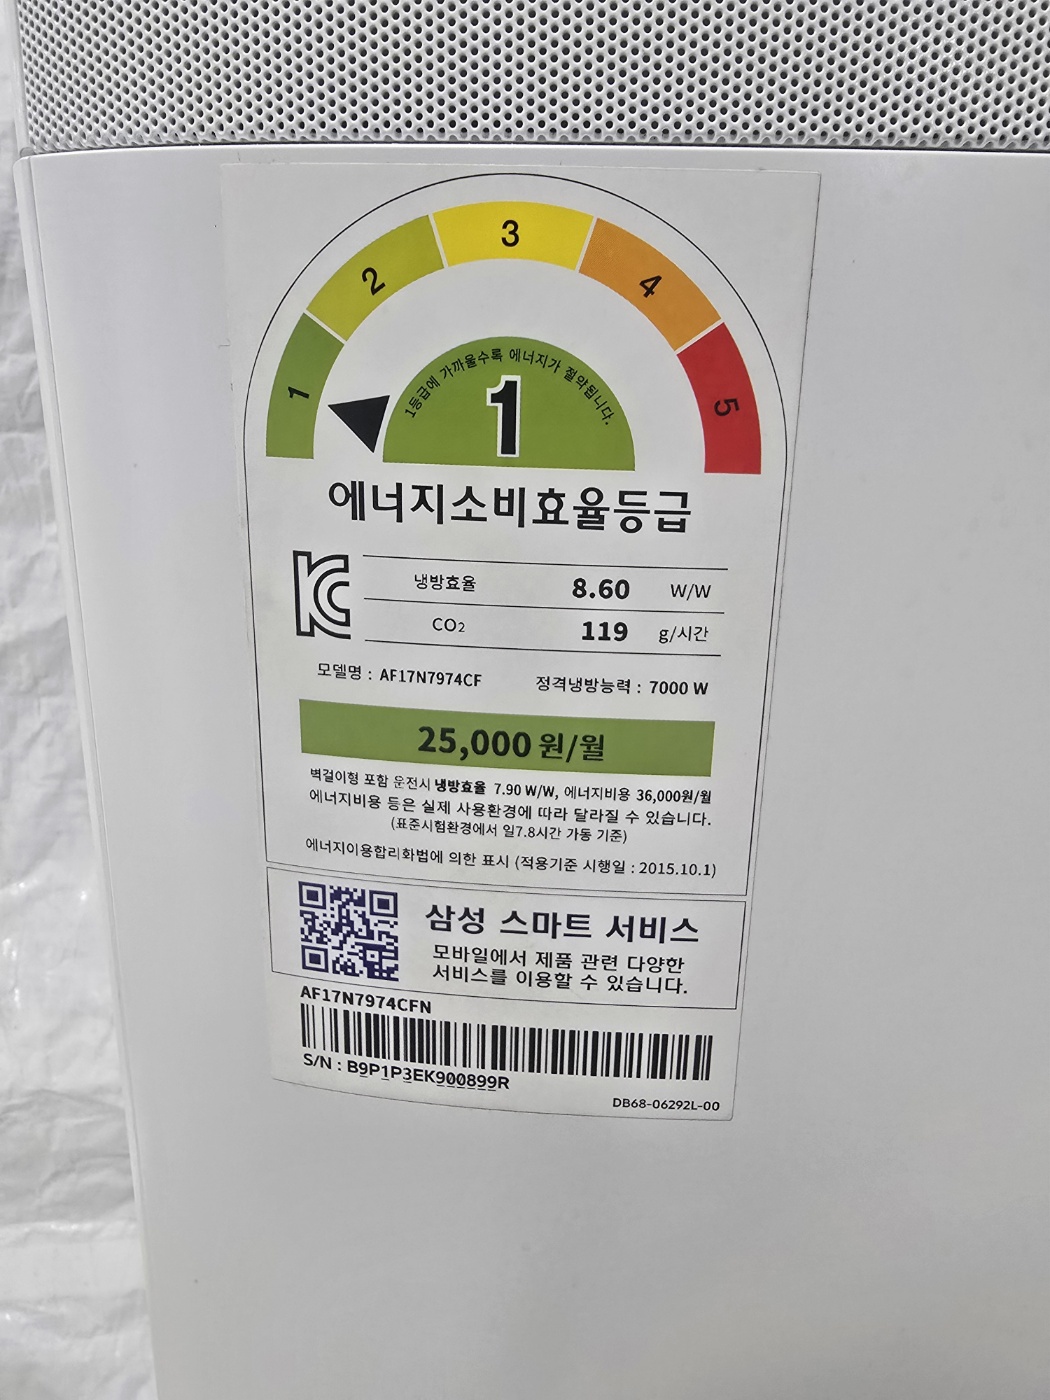 1
2
3
4
5
1등급에 가까울수록 에너지가 절약됩니다.
1
에너지소비효율등급
냉방효율 8.60 W/W
CO₂ 119 g/시간
모델명 : AF17N7974CF 정격냉방능력 : 7000 W
25,000 원/월
벽걸이형 포함 운전시 냉방효율 7.90 W/W, 에너지비용 36,000원/월
에너지비용 등은 실제 사용환경에 따라 달라질 수 있습니다.
(표준시험환경에서 일7.8시간 가동 기준)
에너지이용합리화법에 의한 표시 (적용기준 시행일 : 2015.10.1)
삼성 스마트 서비스
모바일에서 제품 관련 다양한
서비스를 이용할 수 있습니다.
AF17N7974CFN
S/N : B9P1P3EK900899R
DB68-06292L-00